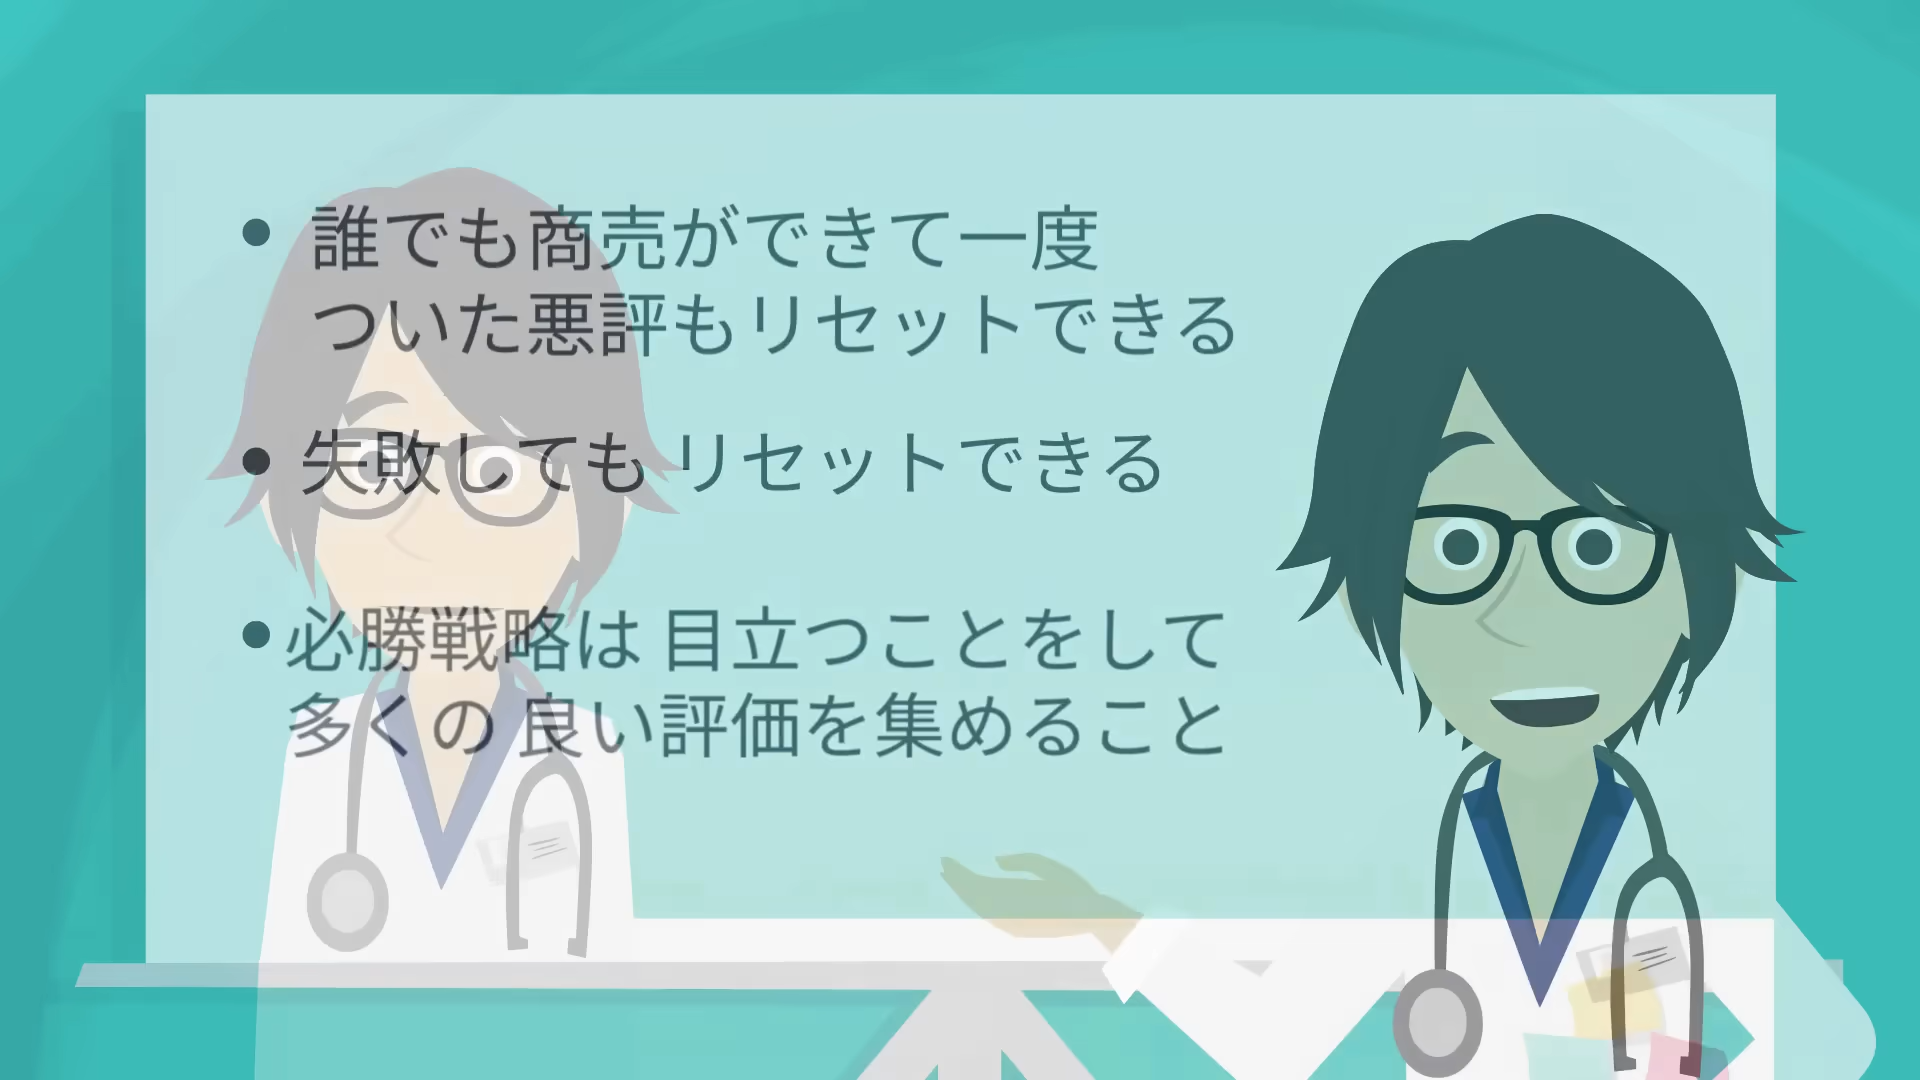 • 誰でも商売ができて一度
ついた悪評もリセットできる
• 失敗しても リセットできる
• 必勝戦略は 目立つことをして
多くの 良い評価を集めること